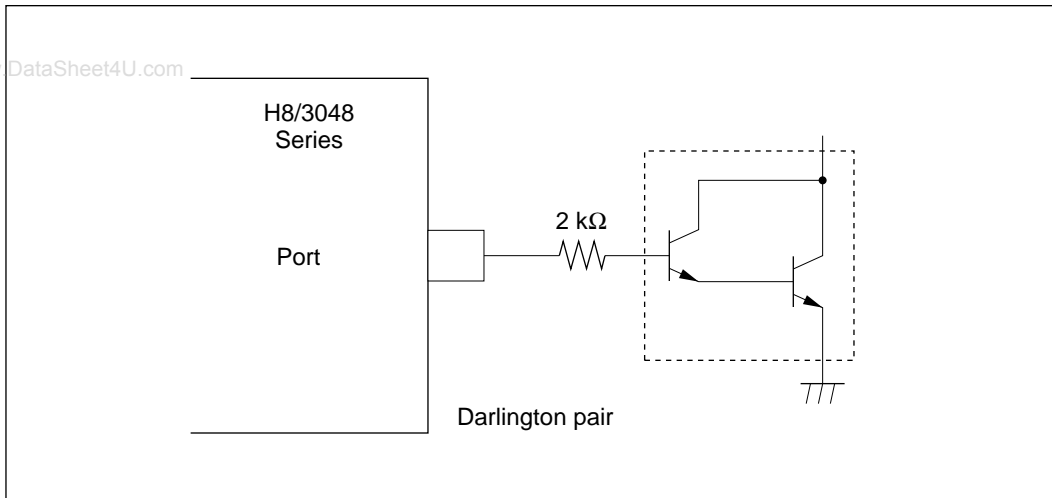 .DataSheet4U.com
H8/3048
Series
2 kΩ
Port
Darlington pair